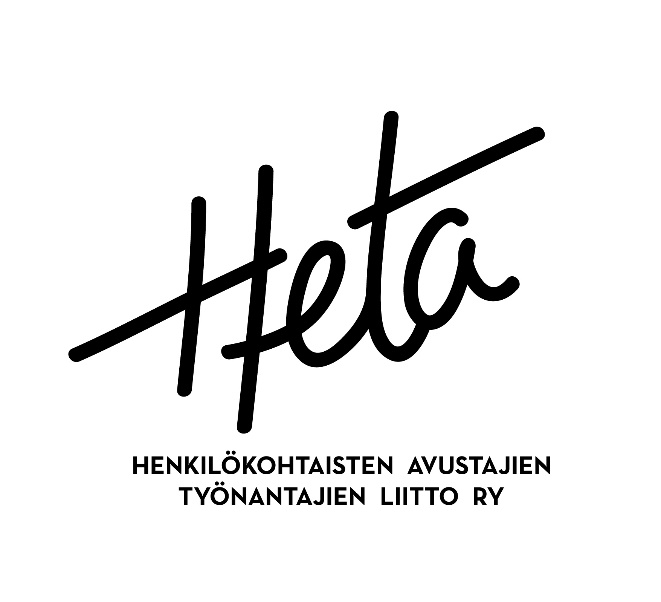 Heta
HENKILÖKOHTAISTEN AVUSTAJIEN
TYÖNANTAJIEN LIITTO RY